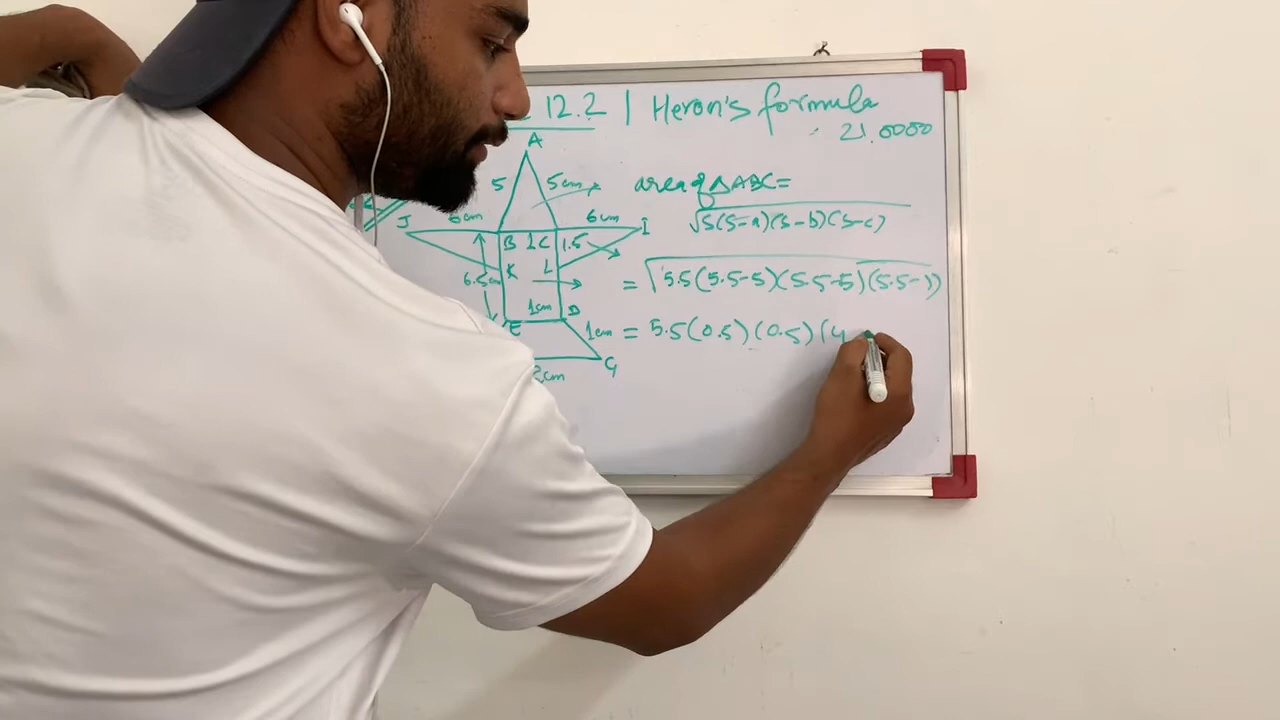 12.2 | Heron's formula
21.0000
A
5
5cm
area of ΔABC=
J
6cm
6cm
I
√s(s-a)(s-b)(s-c)
B
1
C
1.5
K
L
6.5cm
= √5.5(5.5-5)(5.5-5)(5.5-1)
1cm
E
D
1cm
= 5.5(0.5)(0.5)(4
2cm
G